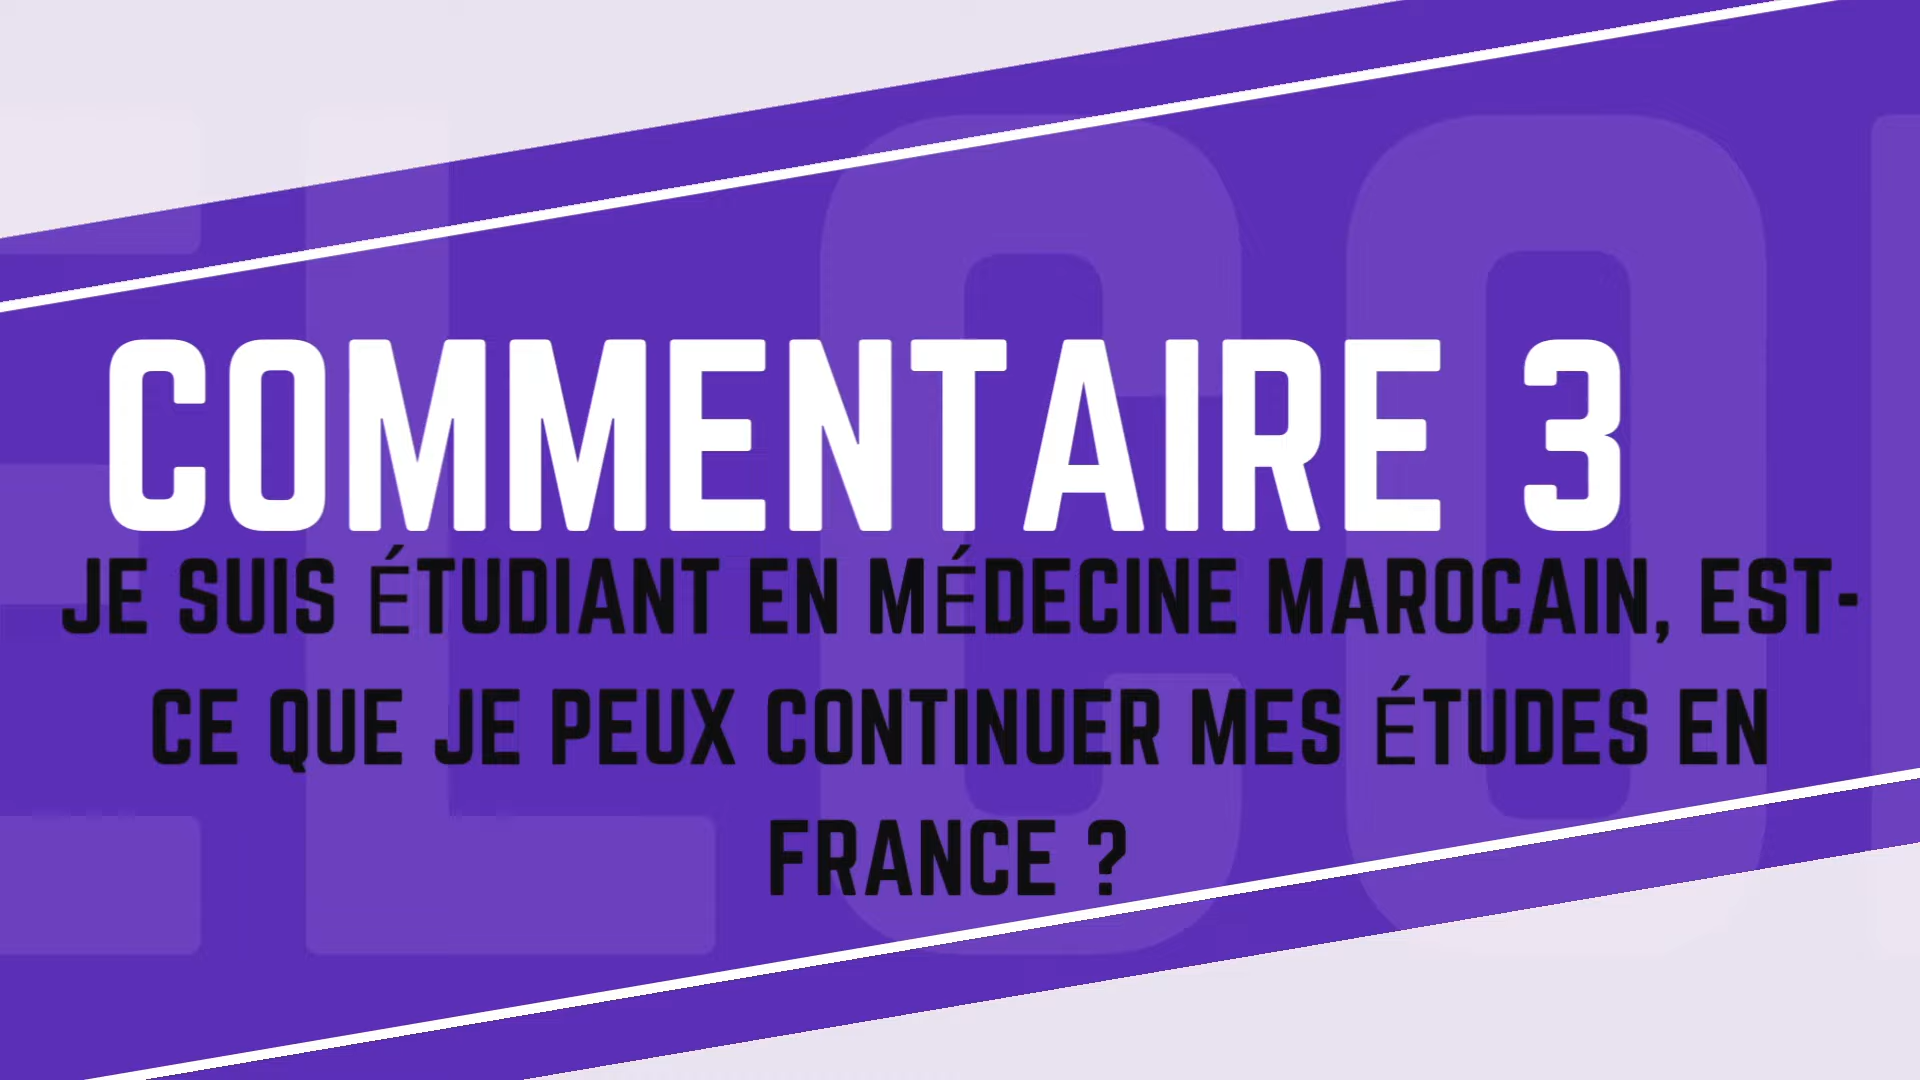 COMMENTAIRE 3
JE SUIS ÉTUDIANT EN MÉDECINE MAROCAIN, EST-
CE QUE JE PEUX CONTINUER MES ÉTUDES EN
FRANCE ?